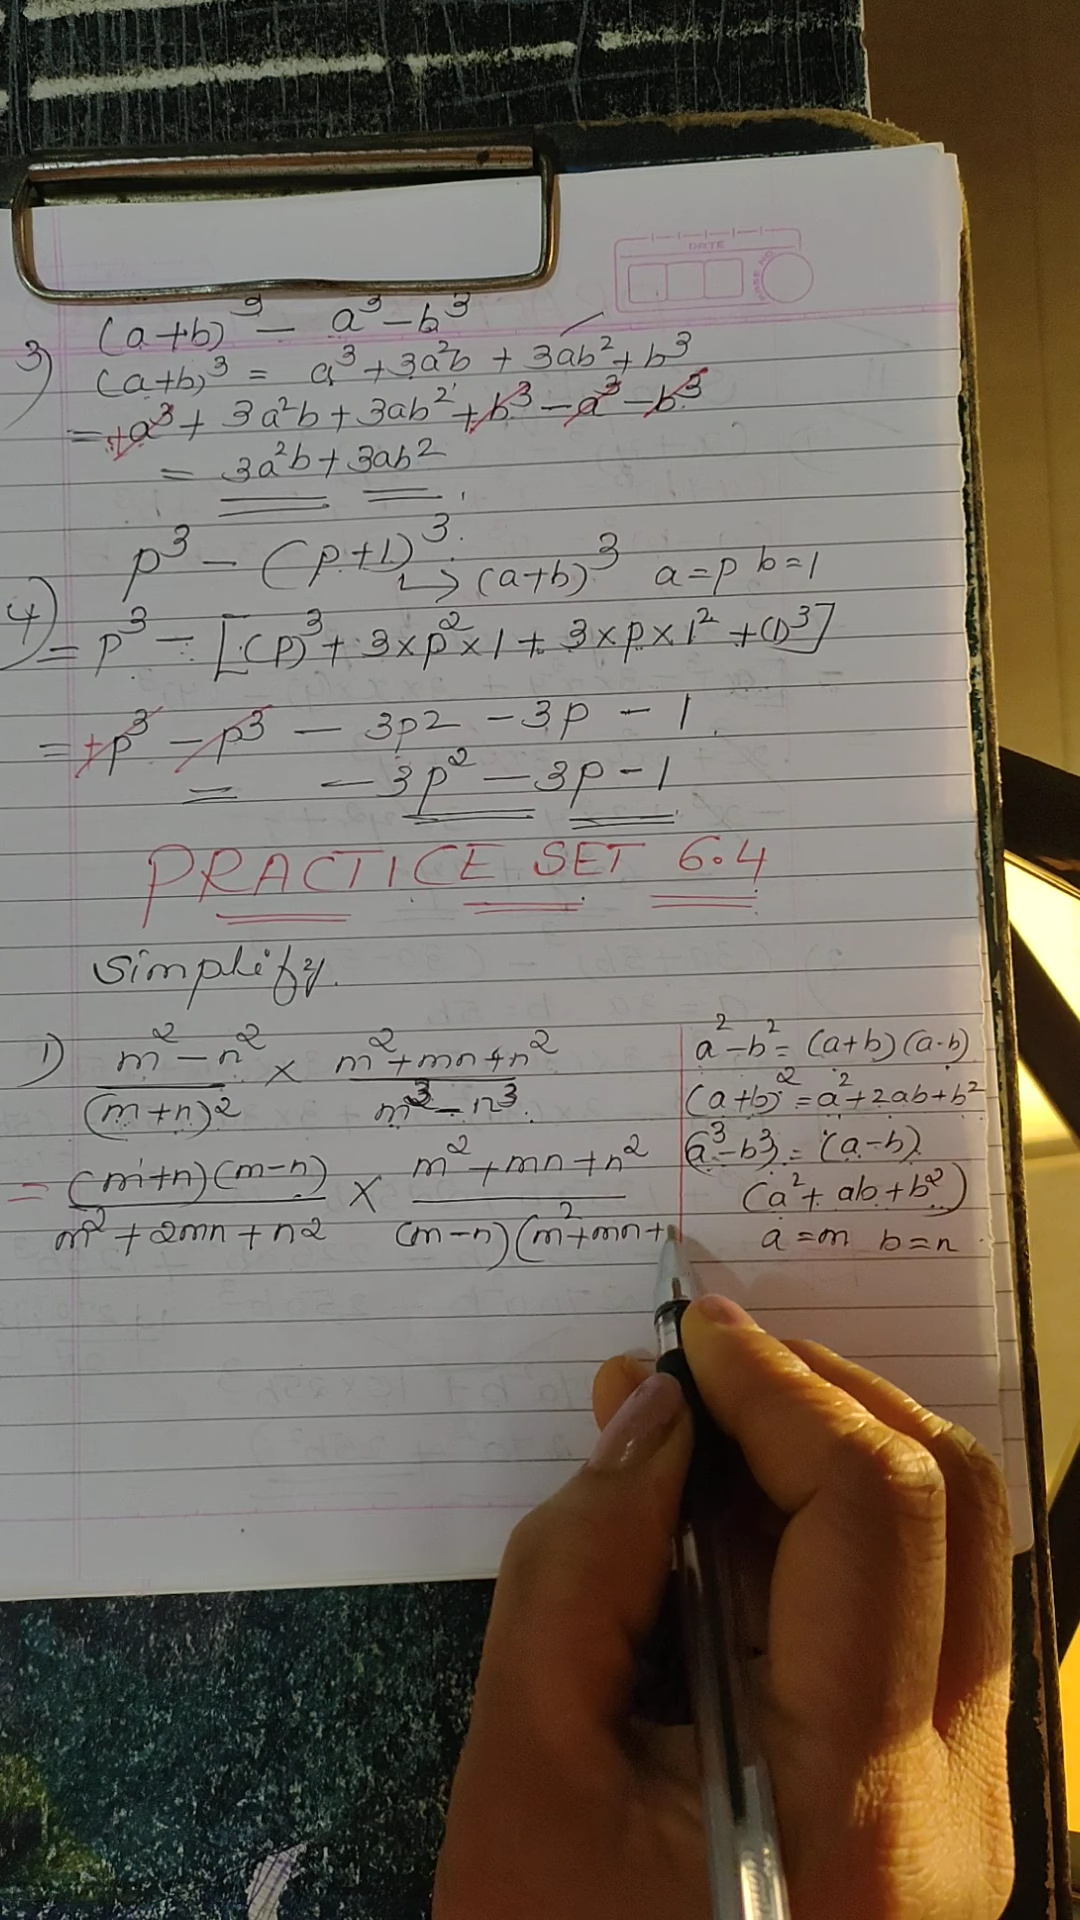 DATE
3) (a+b)³ - a³-b³
(a+b)³ = a³+3a²b + 3ab²+b³
= +a³ + 3a²b + 3ab² + b³ - a³ - b³
= 3a²b + 3ab²
4) p³ - (p+1)³.
↳ (a+b)³ a=p b=1
= p³ - [(p)³ + 3×p²×1 + 3×p×1² + (1)³]
= +p³ - p³ - 3p2 - 3p - 1
= - 3p² - 3p - 1
PRACTICE SET 6.4
Simplify.
1) m² - n² / (m+n)2 × m²+mn+n² / m³ - n³.
= (m+n)(m-n) / m² + 2mn + n2 × m² + mn + n² / (m-n)(m²+mn+
a²-b² = (a+b)(a-b)
(a+b)² = a²+2ab+b²
(a³-b³) = (a-b)
(a²+ ab+b²)
a=m b=n